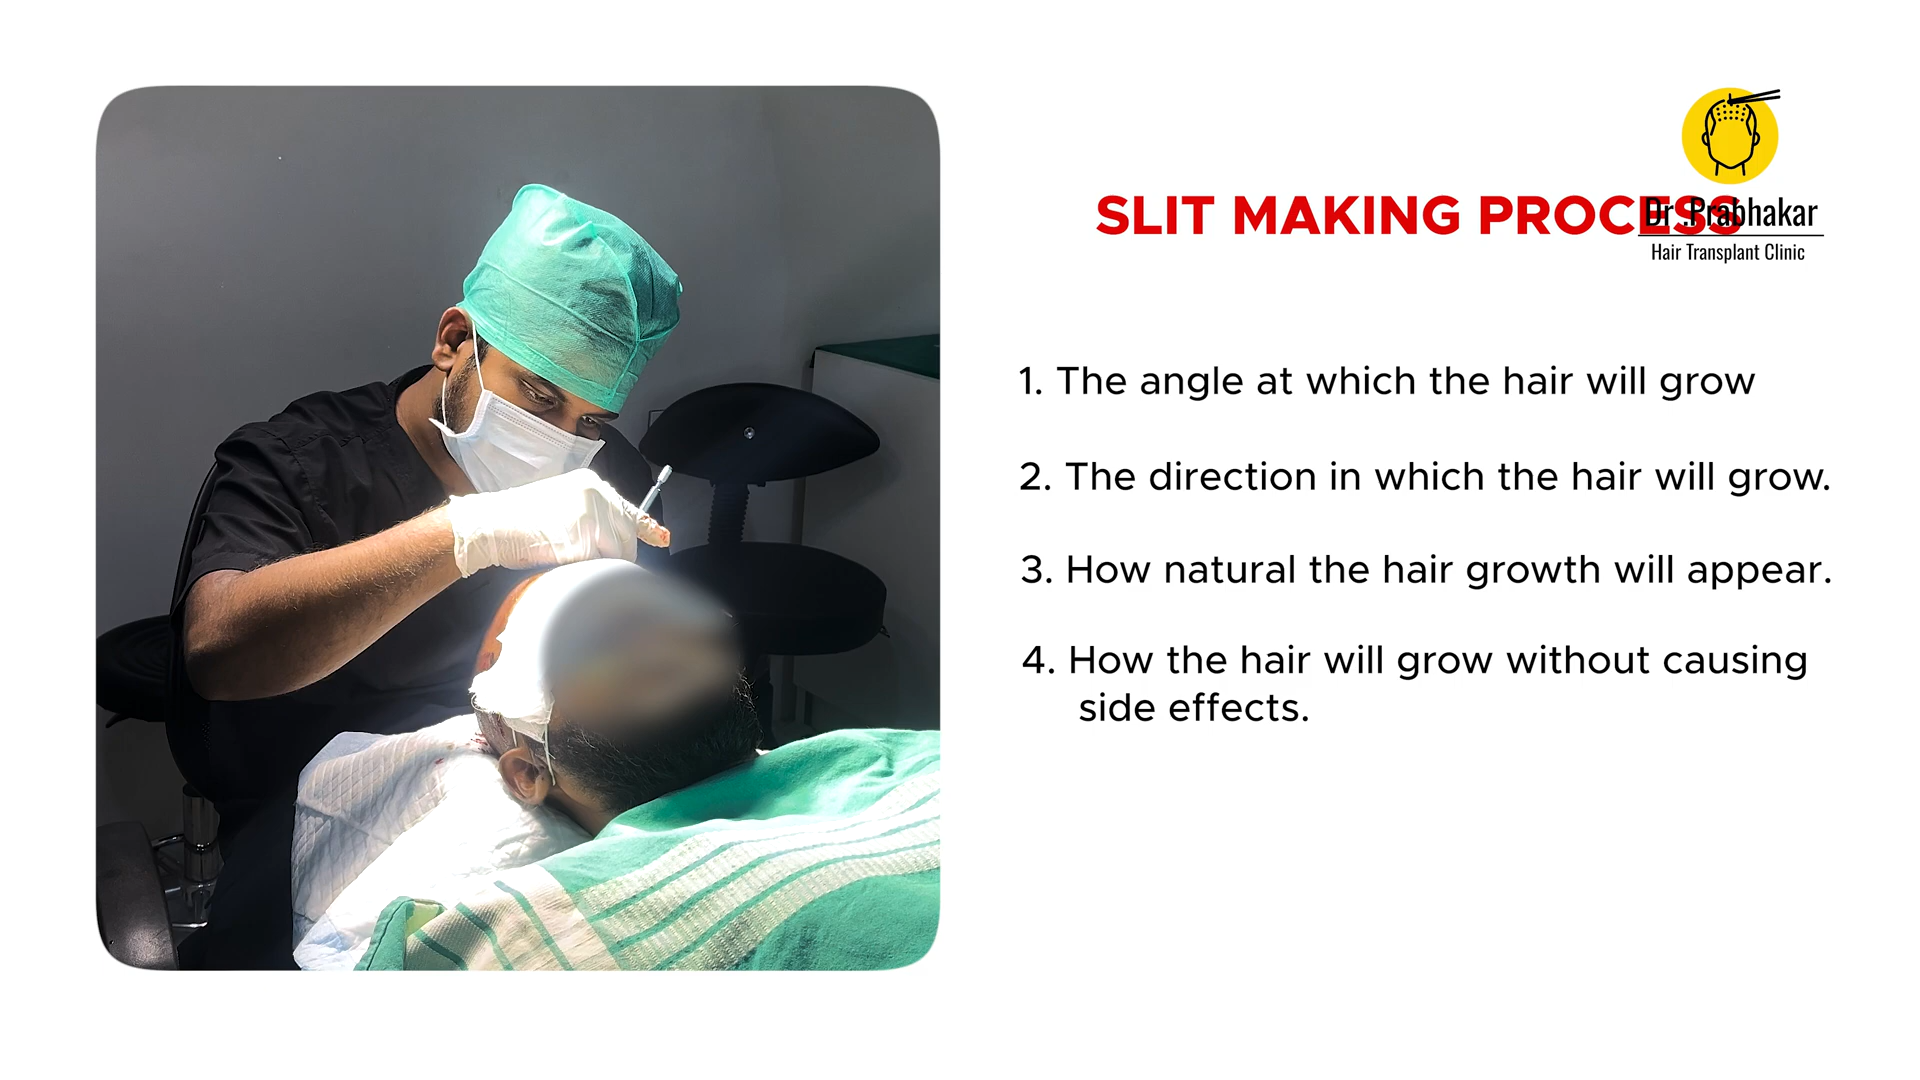 SLIT MAKING PROCESS
Dr .Prabhakar
Hair Transplant Clinic
1. The angle at which the hair will grow
2. The direction in which the hair will grow.
3. How natural the hair growth will appear.
4. How the hair will grow without causing
side effects.